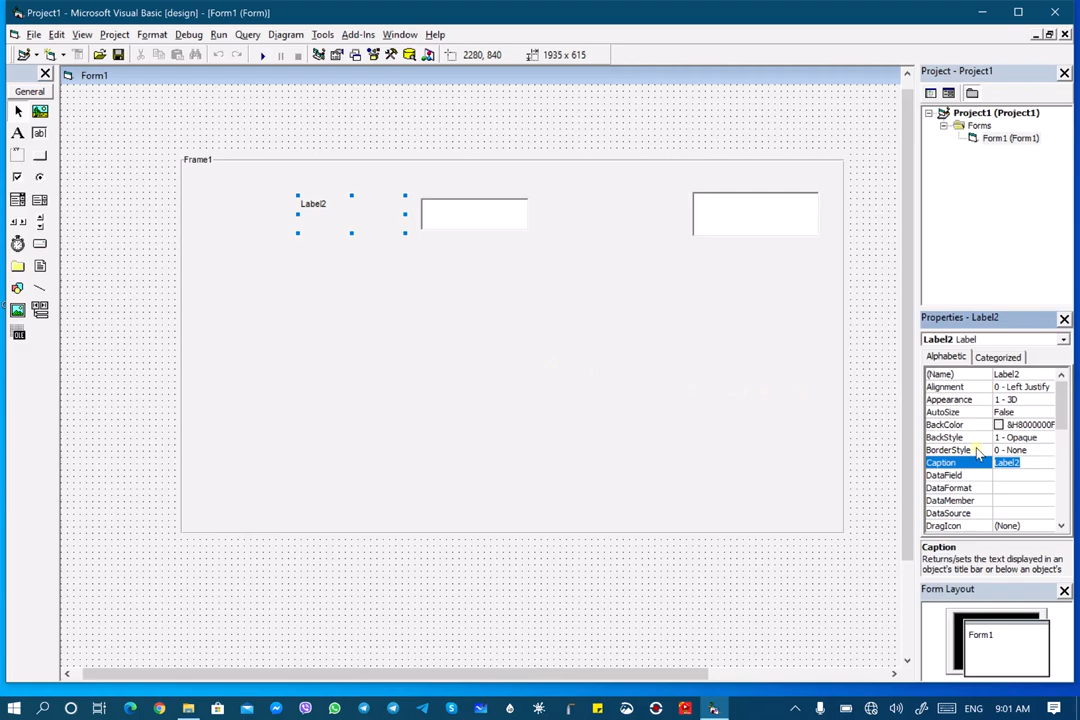 Project1 - Microsoft Visual Basic [design] - [Form1 (Form)]
File Edit View Project Format Debug Run Query Diagram Tools Add-Ins Window Help
2280, 840 1935 x 615
General
Form1
Frame1
Label2
Project - Project1
Project1 (Project1)
Forms
Form1 (Form1)
Properties - Label2
Label2 Label
Alphabetic Categorized
(Name) Label2
Alignment 0 - Left Justify
Appearance 1 - 3D
AutoSize False
BackColor &H8000000F
BackStyle 1 - Opaque
BorderStyle 0 - None
Caption Label2
DataField
DataFormat
DataMember
DataSource
DragIcon (None)
Caption
Returns/sets the text displayed in an
object's title bar or below an object's
Form Layout
Form1
ENG 9:01 AM